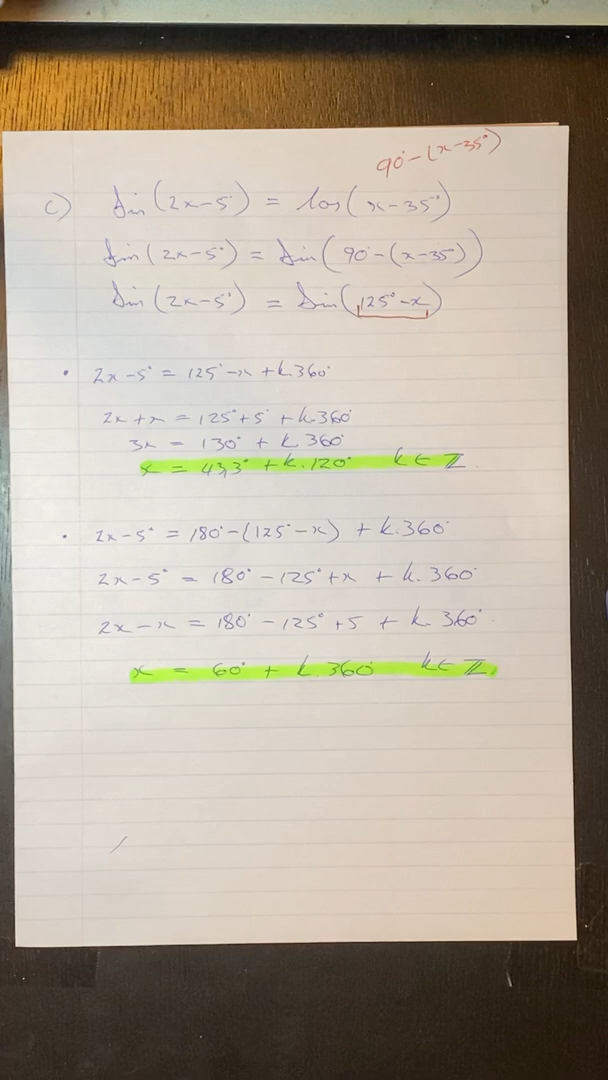 90°-(x-35°)
c) sin(2x-5°) = cos(x-35°)
sin(2x-5°) = sin(90°-(x-35°))
sin(2x-5°) = sin(125°-x)
• 2x-5° = 125°-x+k.360°
2x+x = 125°+5°+k.360°
3x = 130° + k.360°
x = 43,3° + k.120° k∈ℤ
• 2x-5° = 180°-(125°-x) + k.360°
2x-5° = 180°-125°+x + k.360°
2x-x = 180°-125°+5 + k.360°
x = 60° + k.360° k∈ℤ